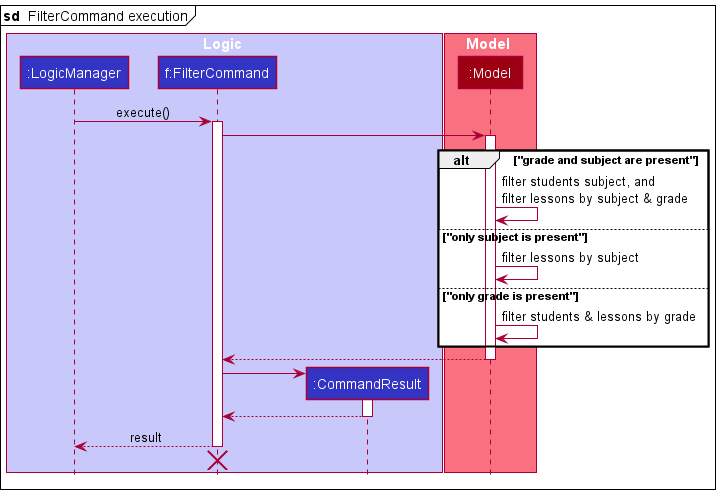 sd FilterCommand execution
Logic
Model
:LogicManager
f:FilterCommand
:Model
execute()
alt
["grade and subject are present"]
filter students subject, and
filter lessons by subject & grade
["only subject is present"]
filter lessons by subject
["only grade is present"]
filter students & lessons by grade
:CommandResult
result